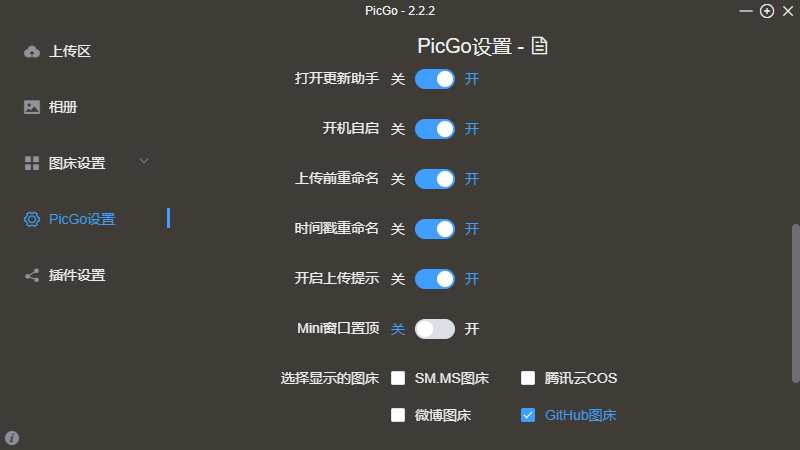 PicGo - 2.2.2
上传区
相册
图床设置
PicGo设置
插件设置
PicGo设置 -
打开更新助手 关 开
开机自启 关 开
上传前重命名 关 开
时间戳重命名 关 开
开启上传提示 关 开
Mini窗口置顶 关 开
选择显示的图床 SM.MS图床 腾讯云COS
微博图床 GitHub图床